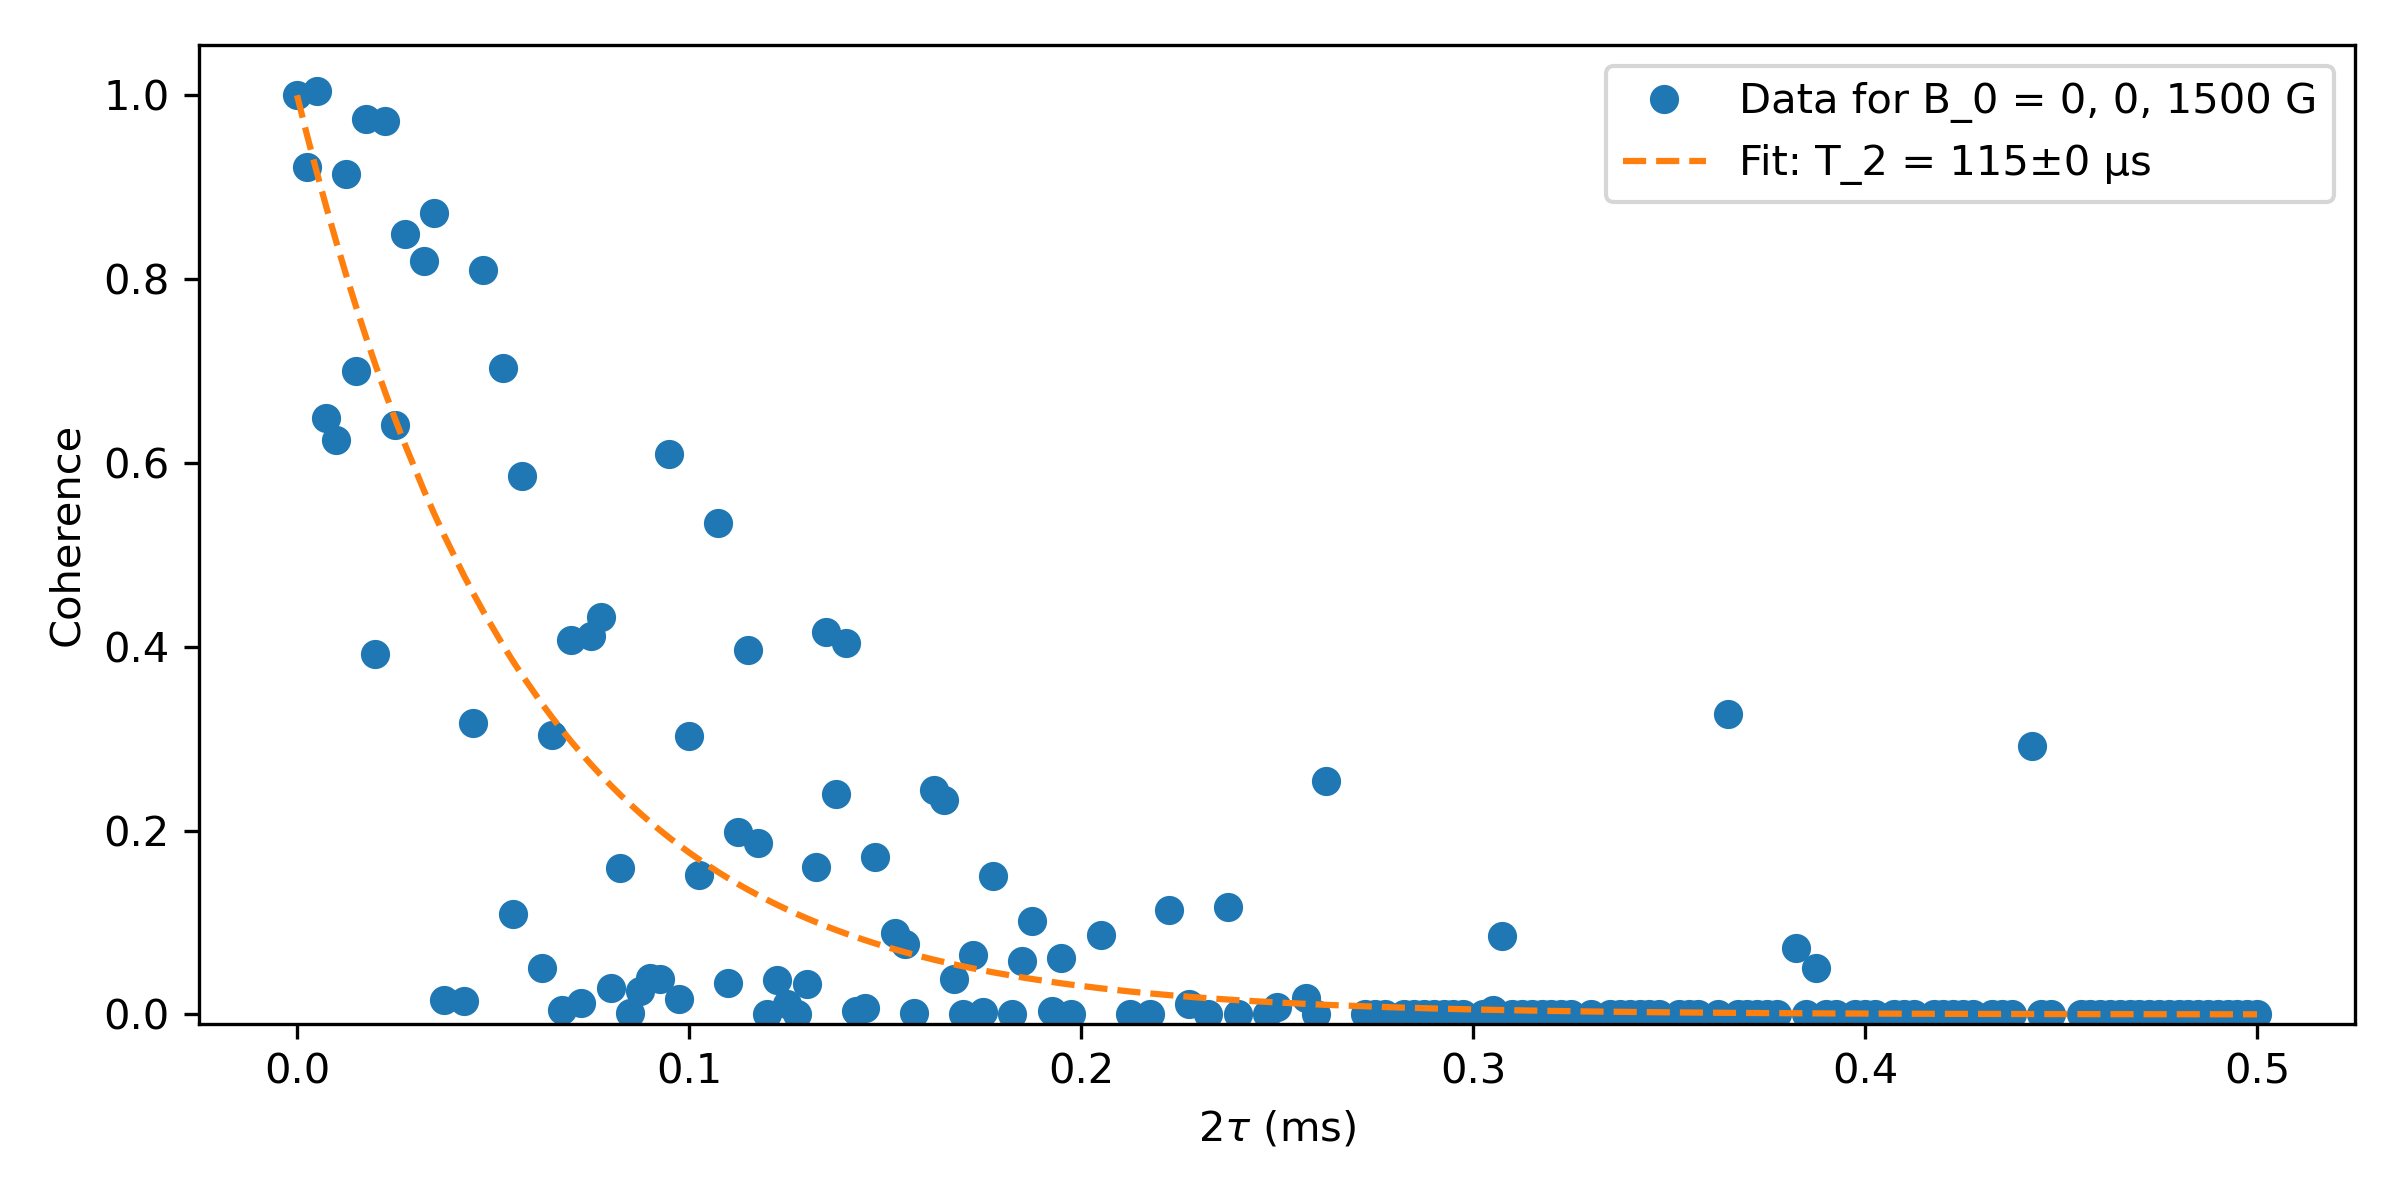 Data for B_0 = 0, 0, 1500 G
Fit: T_2 = 115±0 µs
Coherence
1.0
0.8
0.6
0.4
0.2
0.0
0.0 0.1 0.2 0.3 0.4 0.5
2τ (ms)